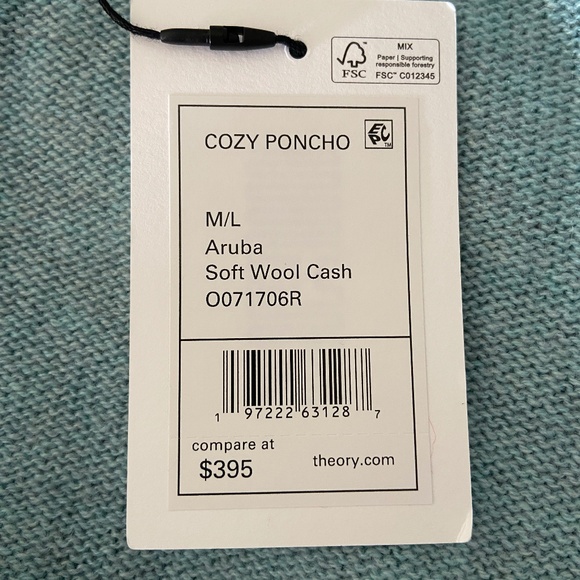 MIX
Paper | Supporting
responsible forestry
FSC™ C012345
FSC
COZY PONCHO
EPC™
M/L
Aruba
Soft Wool Cash
O071706R
1 97222 63128 7
compare at
$395
theory.com